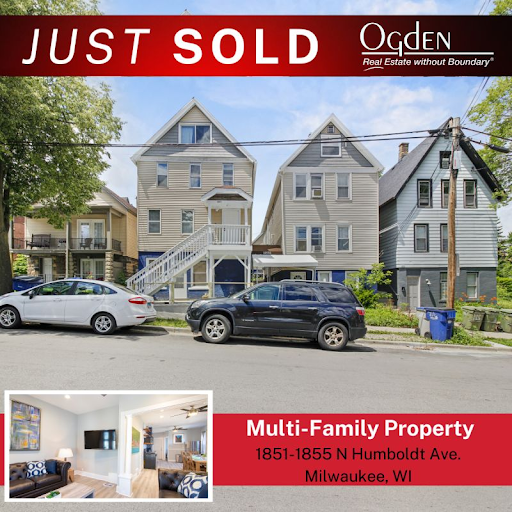 JUST SOLD
OgdEN
Real Estate without Boundary®
Multi-Family Property
1851-1855 N Humboldt Ave.
Milwaukee, WI